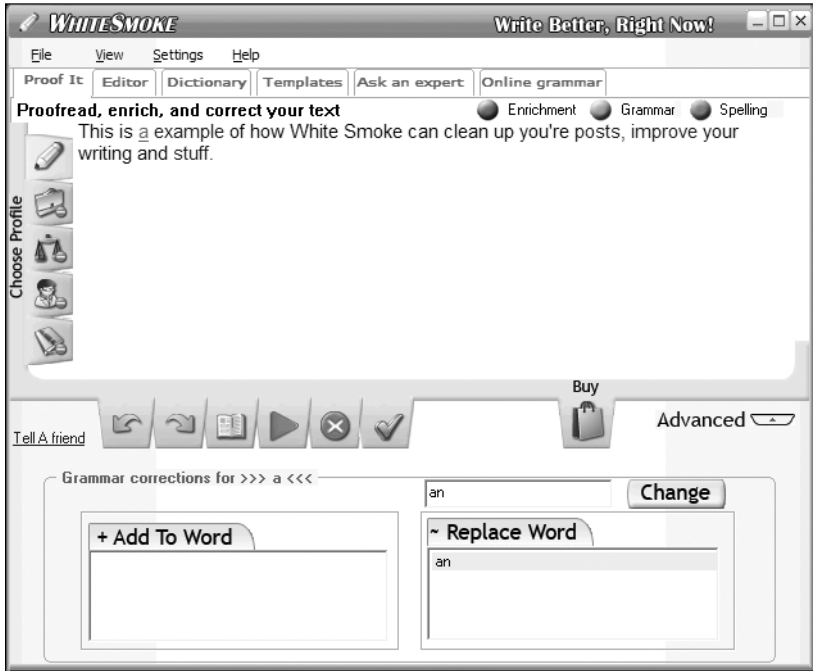 WHITESMOKE Write Better, Right Now!
File View Settings Help
Proof It Editor Dictionary Templates Ask an expert Online grammar
Proofread, enrich, and correct your text Enrichment Grammar Spelling
This is a example of how White Smoke can clean up you're posts, improve your
writing and stuff.
Choose Profile
Buy
Tell A friend
Advanced
Grammar corrections for >>> a <<<
an Change
+ Add To Word ~ Replace Word
an